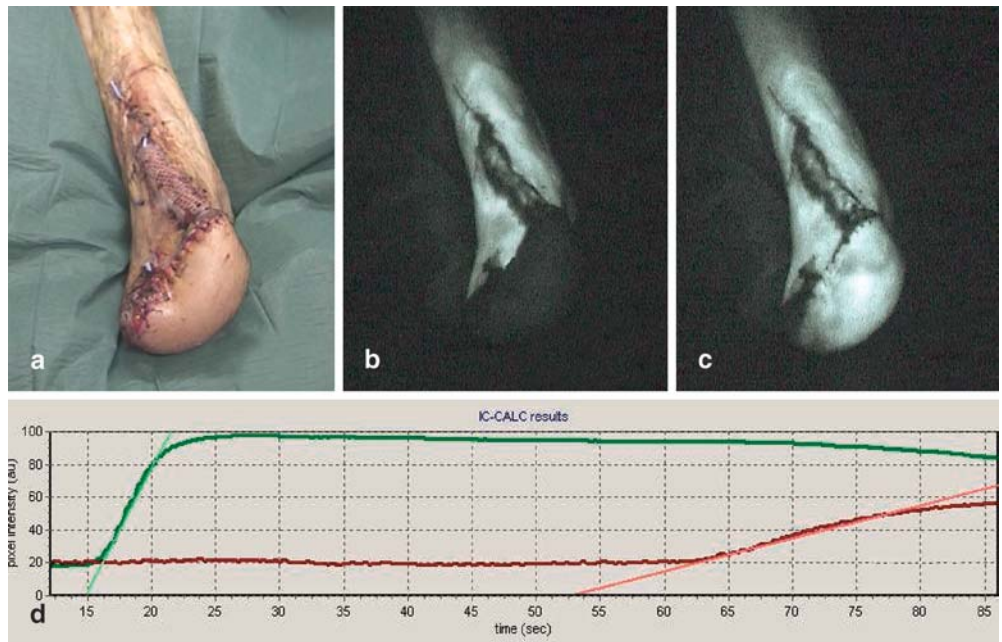 a
b
c
IC-CALC results
pixel intensity (au)
100
80
60
40
20
0
15 20 25 30 35 40 45 50 55 60 65 70 75 80 85
time (sec)
d